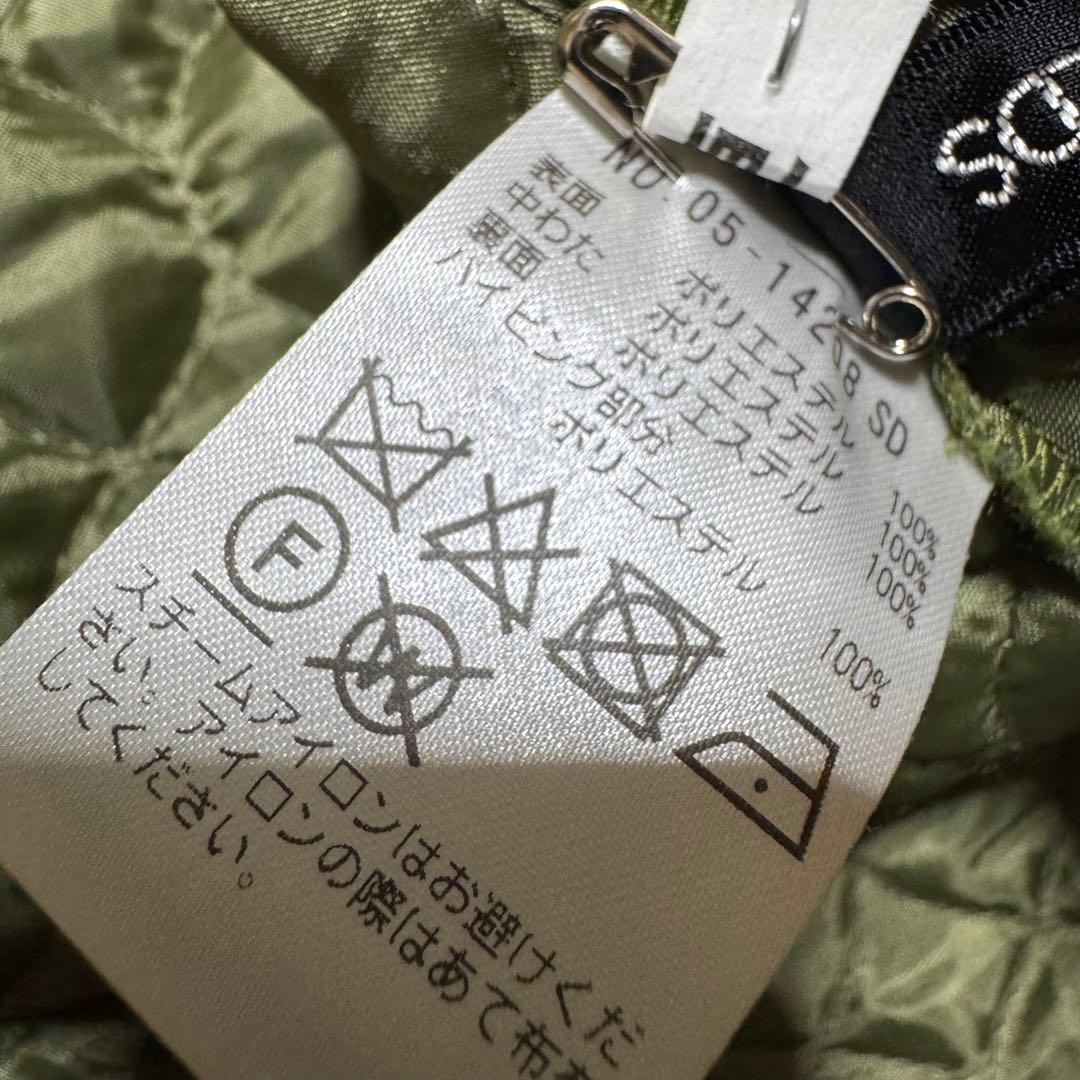 NO.05-1428 SD
表面 ポリエステル 100%
中わた ポリエステル 100%
裏面 ポリエステル 100%
パイピング部分
ポリエステル 100%
F
W
スチームアイロンはお避けくだ
さい。アイロンの際はあて布を
してください。